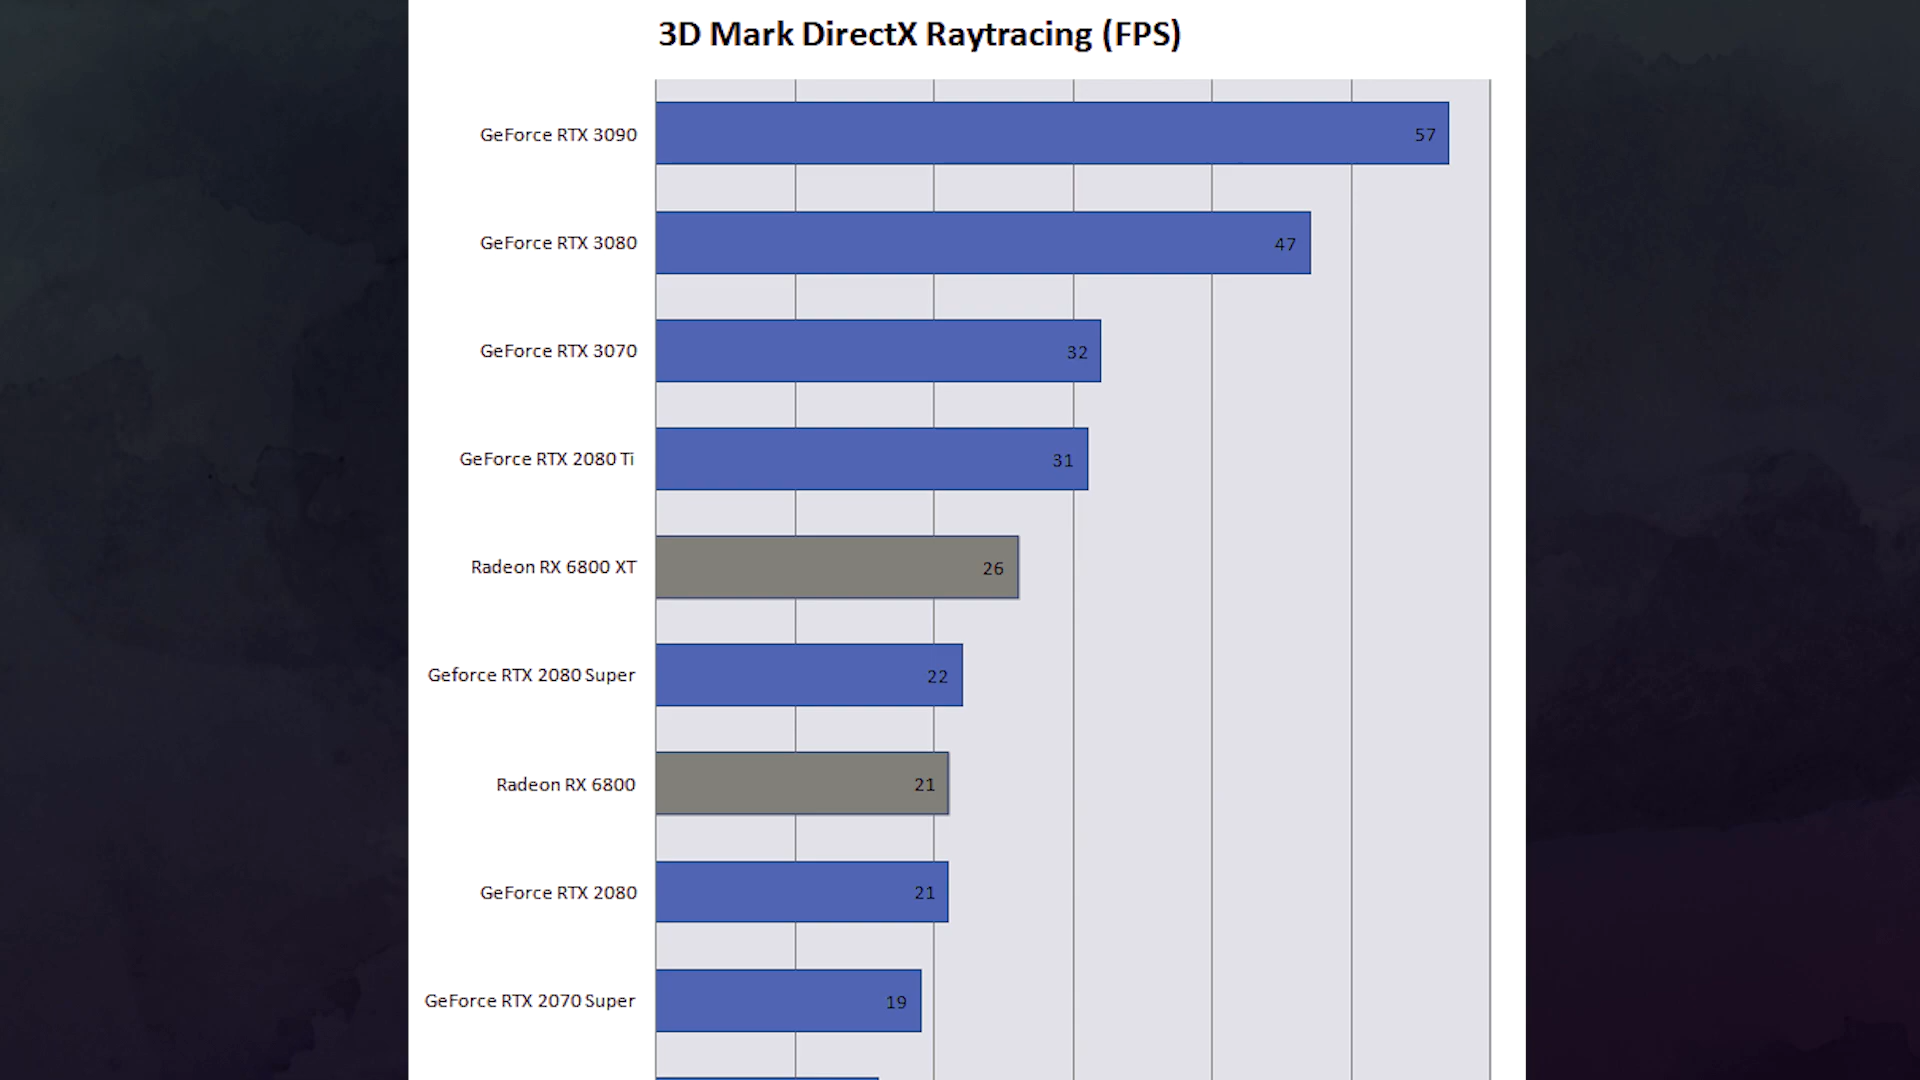 3D Mark DirectX Raytracing (FPS)
GeForce RTX 3090 57
GeForce RTX 3080 47
GeForce RTX 3070 32
GeForce RTX 2080 Ti 31
Radeon RX 6800 XT 26
Geforce RTX 2080 Super 22
Radeon RX 6800 21
GeForce RTX 2080 21
GeForce RTX 2070 Super 19